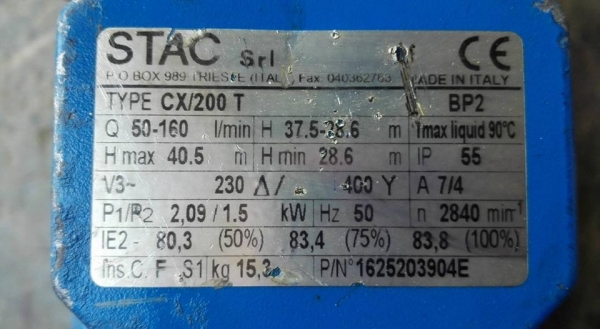 STAC Srl CE
P.O BOX 989 TRIESTE (ITAL Fax: 040362763 MADE IN ITALY
TYPE CX/200 T BP2
Q 50-160 l/min H 37.5-28.6 m Tmax liquid 90°C
H max 40.5 m H min 28.6 m IP 55
V3~ 230 Δ/ 400 Y A 7/4
P1/P2 2,09 / 1.5 kW Hz 50 n 2840 min-1
IE2 - 80,3 (50%) 83,4 (75%) 83,8 (100%)
Ins.C. F S1 kg 15,3 P/N° 1625203904E